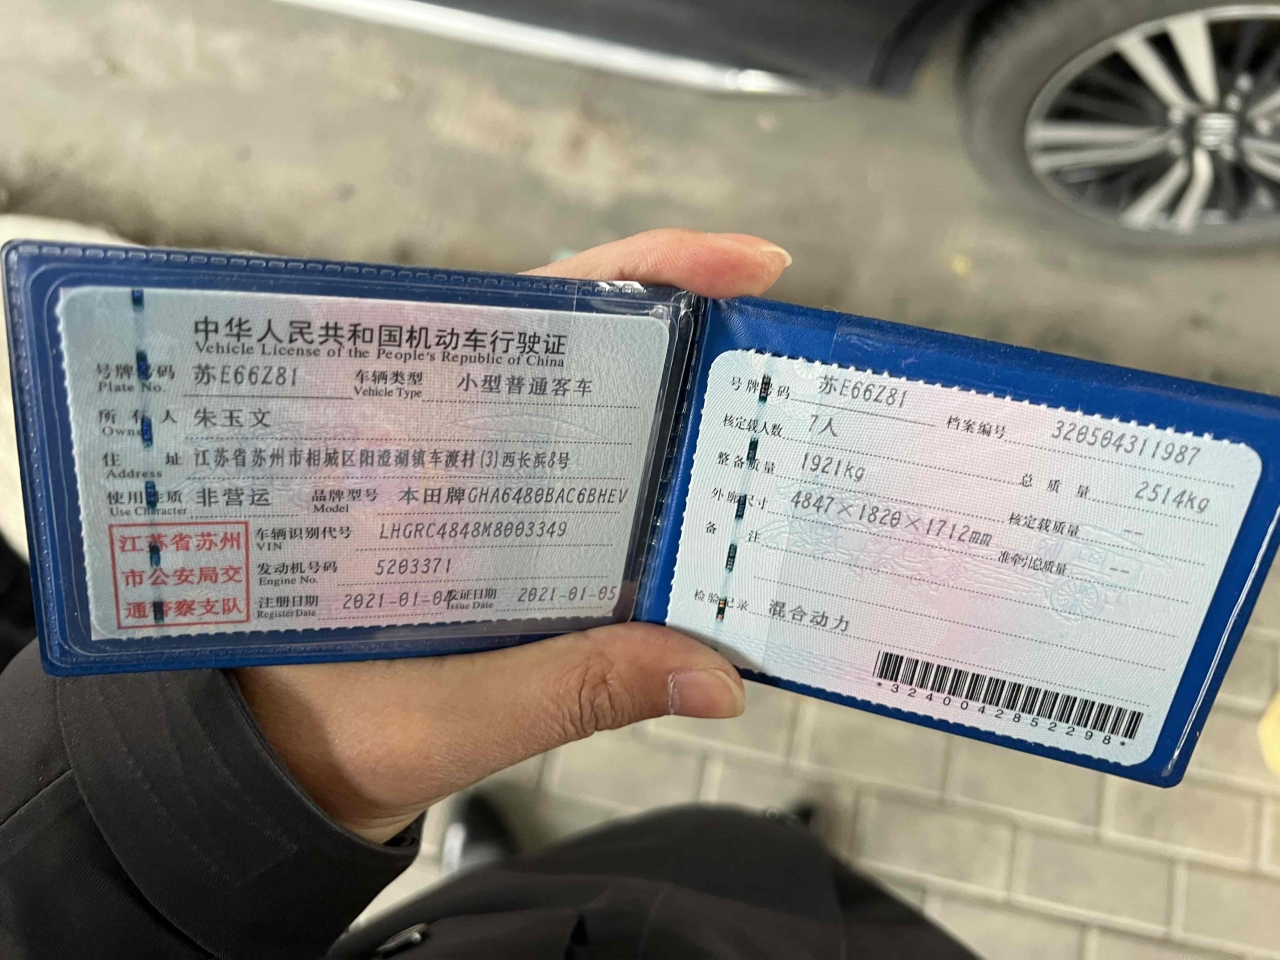 中华人民共和国机动车行驶证
Vehicle License of the People's Republic of China
号牌号码 苏E66Z81 车辆类型 小型普通客车
Plate No. Vehicle Type
所有人 朱玉文
Owner
住址 江苏省苏州市相城区阳澄湖镇车渡村(3)西长浜8号
Address
使用性质 非营运 品牌型号 本田牌GHA6480BAC6BHEV
Use Character Model
江苏省苏州
市公安局交
通警察支队
车辆识别代号 LHGRC4848M8003349
VIN
发动机号码 5203371
Engine No.
注册日期 2021-01-04 发证日期 2021-01-05
Register Date Issue Date
号牌号码 苏E66Z81 档案编号 320504311987
核定载人数 7人 总质量 2514kg
整备质量 1921kg 核定载质量 --
外廓尺寸 4847×1820×1712mm 准牵引总质量 --
备注
检验记录 混合动力
*3240042852298*